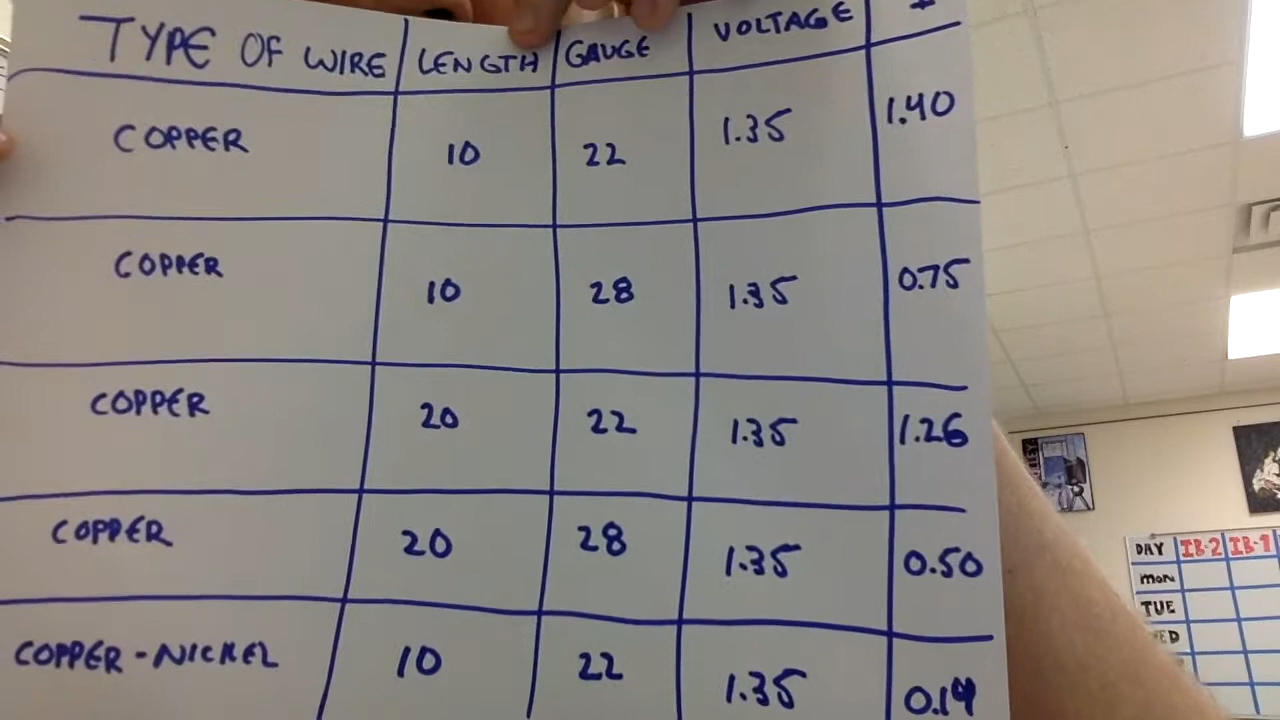 TYPE OF WIRE LENGTH GAUGE VOLTAGE
COPPER 10 22 1.35 1.40
COPPER 10 28 1.35 0.75
COPPER 20 22 1.35 1.26
COPPER 20 28 1.35 0.50
COPPER-NICKEL 10 22 1.35
DAY IB-2 IB-1
MON
TUE
ED